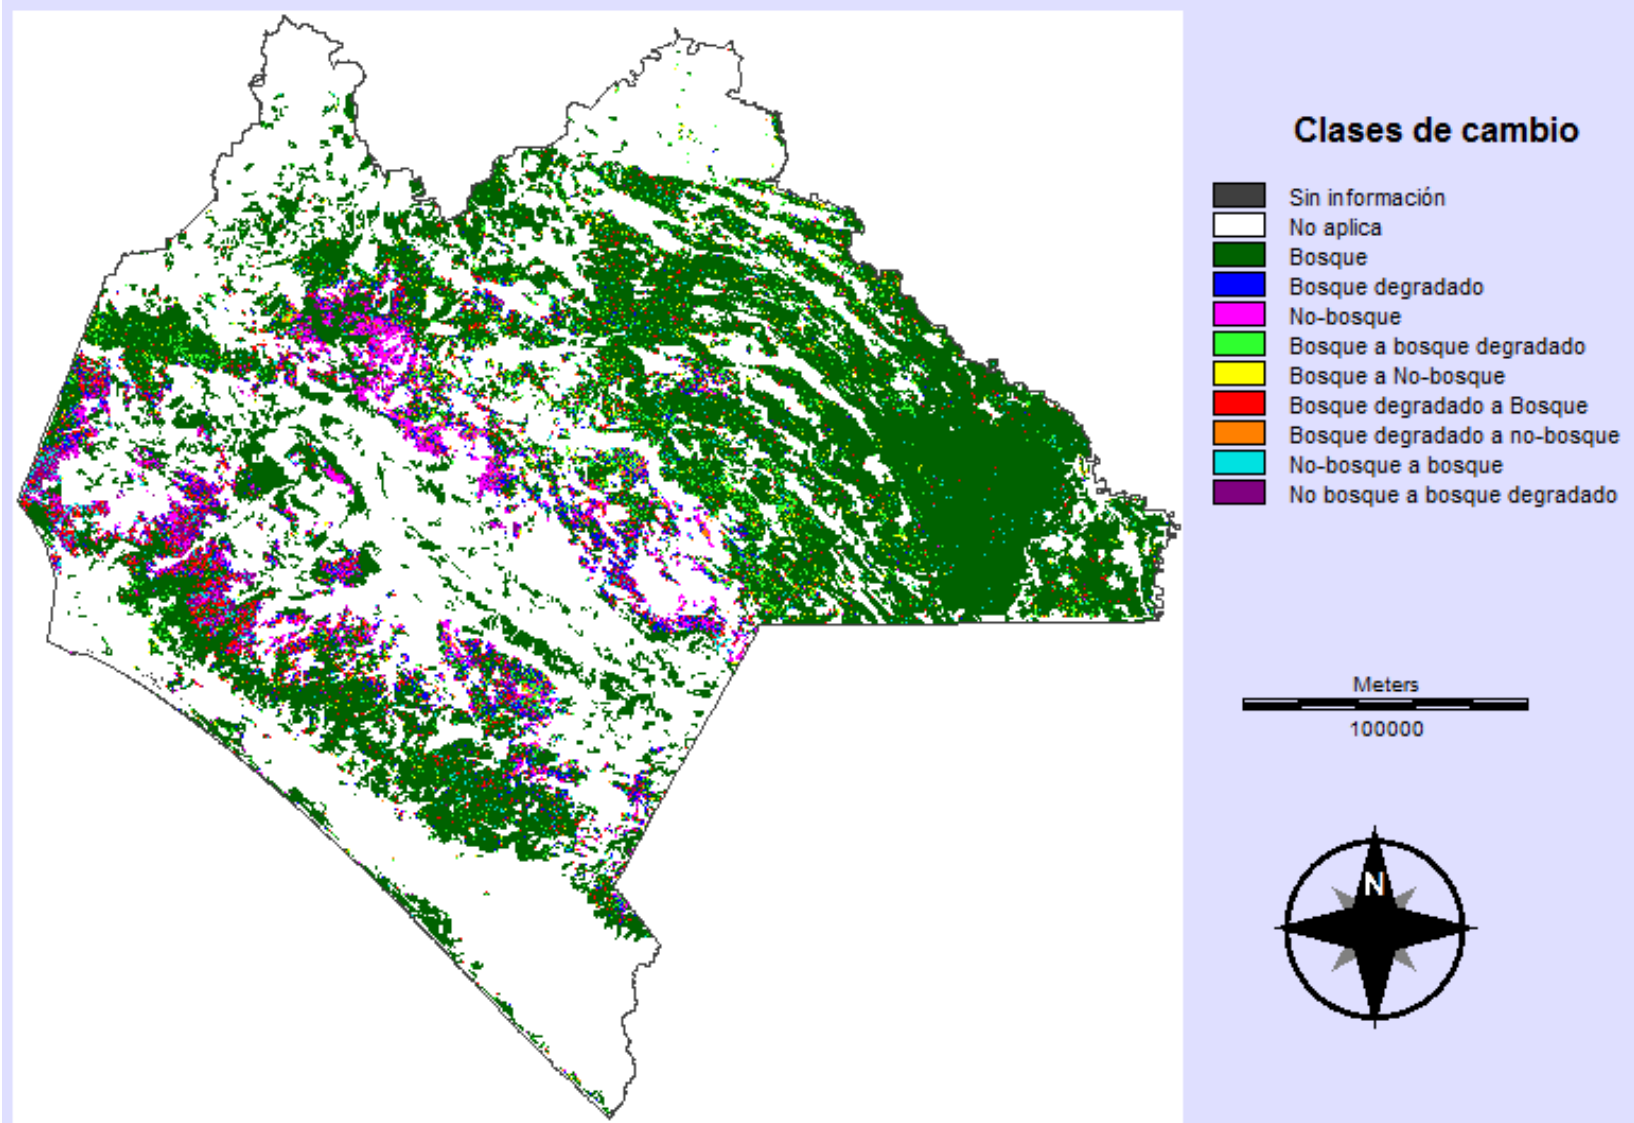 Clases de cambio
Sin información
No aplica
Bosque
Bosque degradado
No-bosque
Bosque a bosque degradado
Bosque a No-bosque
Bosque degradado a Bosque
Bosque degradado a no-bosque
No-bosque a bosque
No bosque a bosque degradado
Meters
100000
N